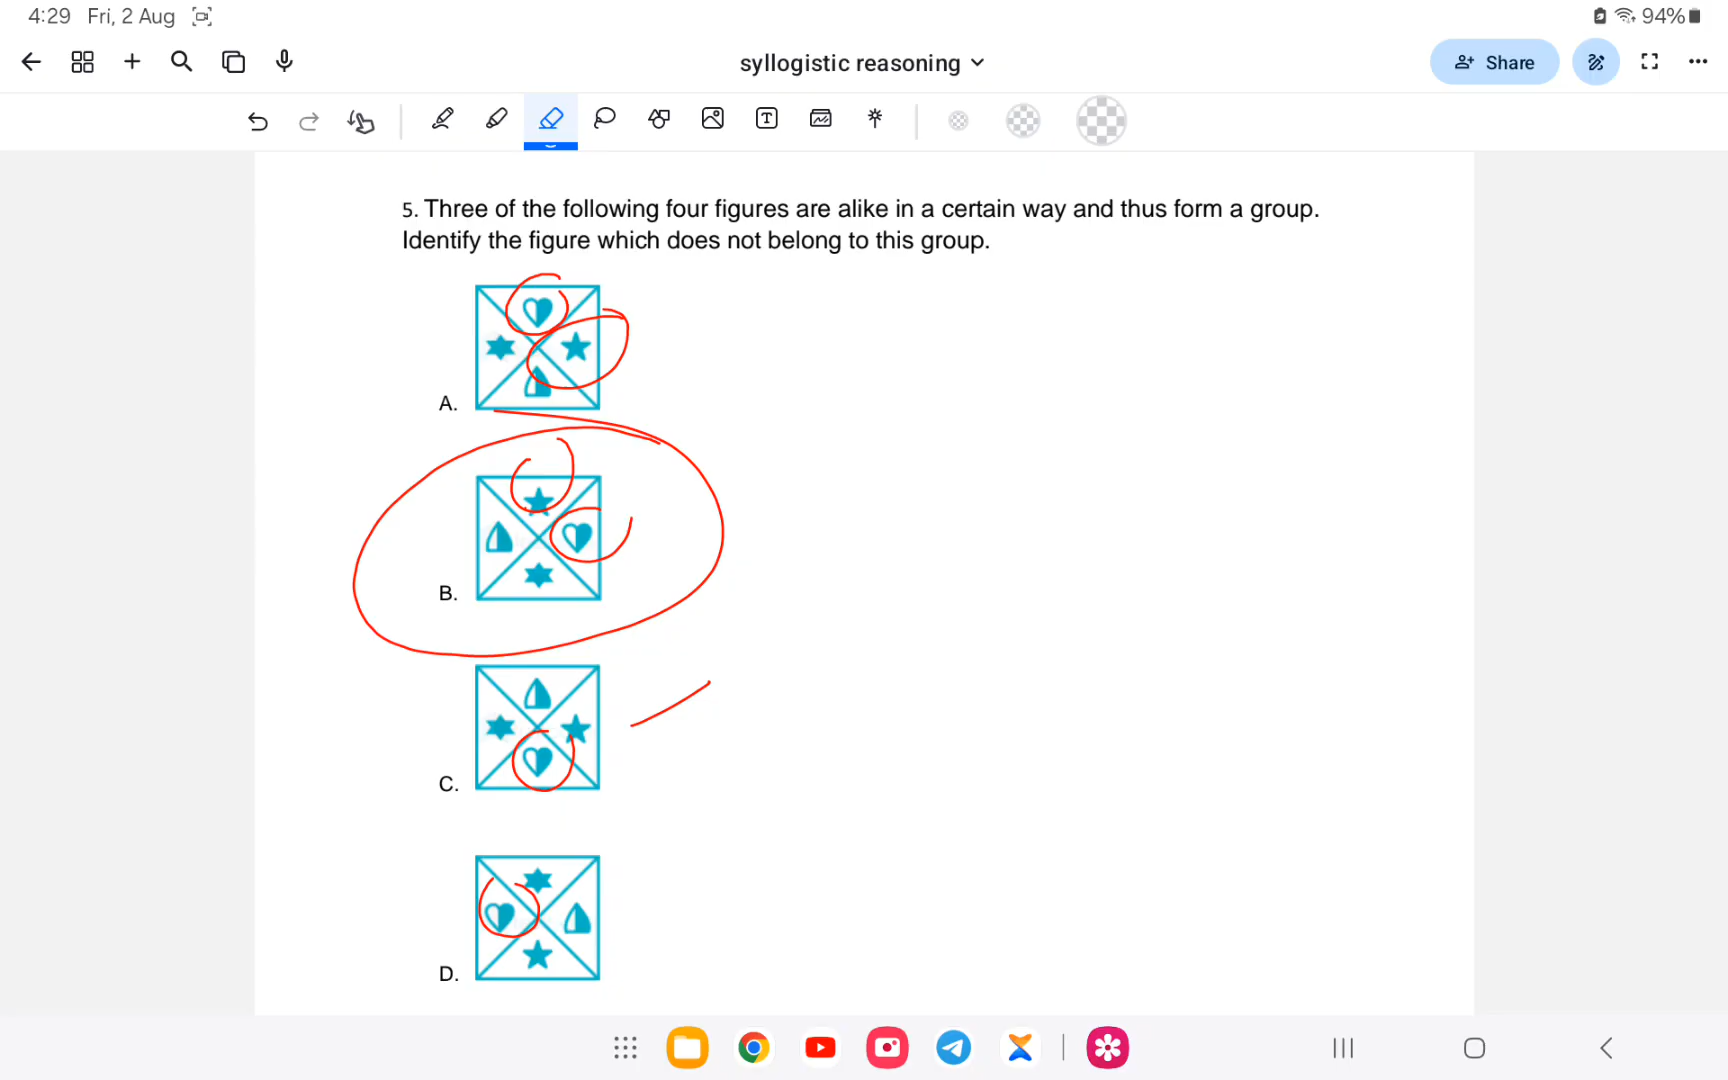 4:29 Fri, 2 Aug
94%
syllogistic reasoning
Share
5. Three of the following four figures are alike in a certain way and thus form a group.
Identify the figure which does not belong to this group.
A.
B.
C.
D.